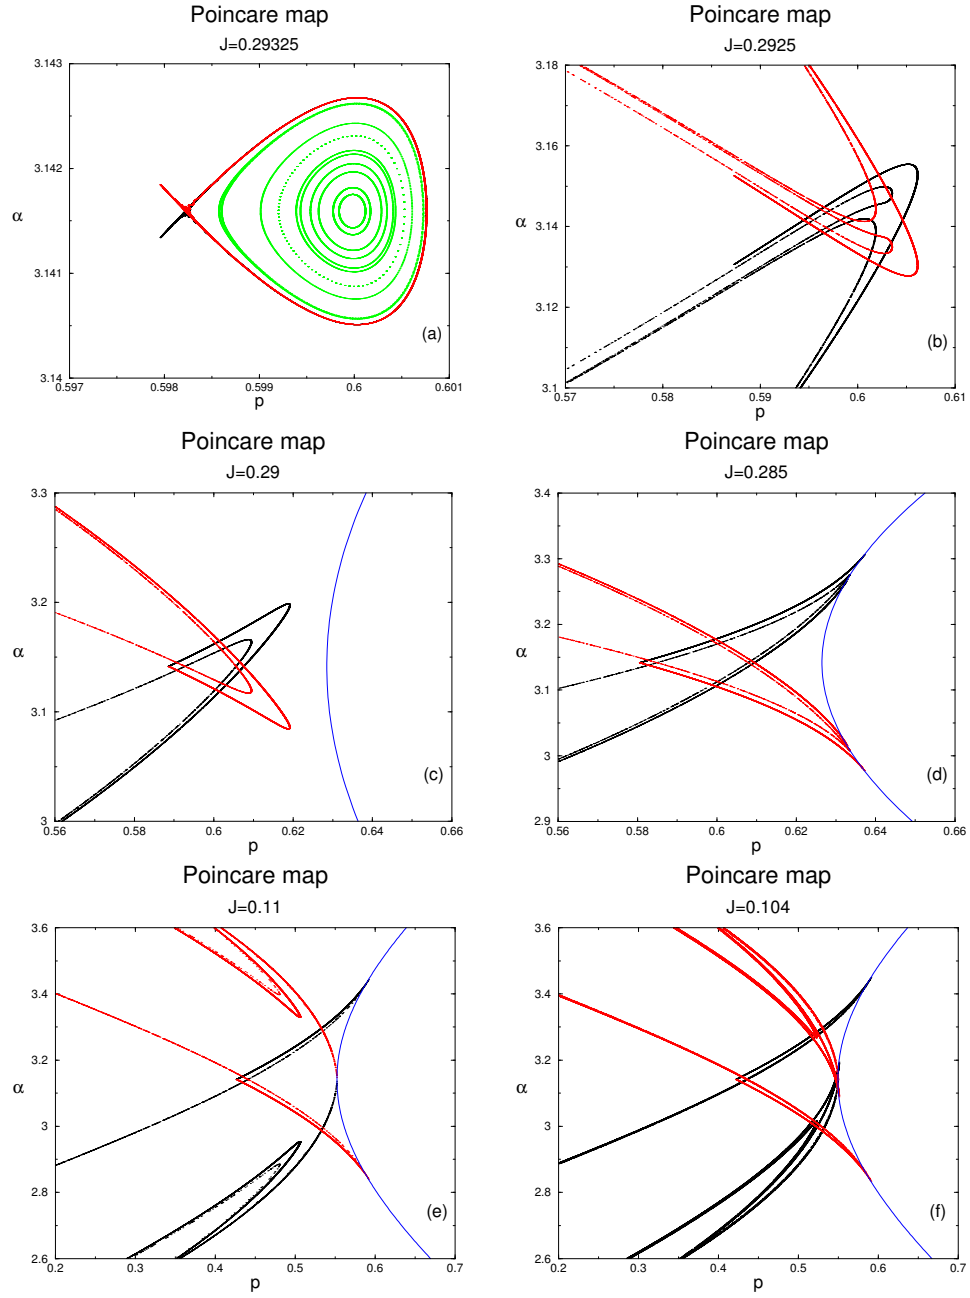 Poincare map
J=0.29325
3.143
3.142
α
3.141
(a)
3.14
0.597
0.598
0.599
0.6
0.601
p
Poincare map
J=0.2925
3.18
3.16
α
3.14
3.12
(b)
3.1
0.57
0.58
0.59
0.6
0.61
p
Poincare map
J=0.29
3.3
3.2
α
3.1
(c)
3
0.56
0.58
0.6
0.62
0.64
0.66
p
Poincare map
J=0.285
3.4
3.3
3.2
α
3.1
3
(d)
2.9
0.56
0.58
0.6
0.62
0.64
0.66
p
Poincare map
J=0.11
3.6
3.4
3.2
α
3
2.8
(e)
2.6
0.2
0.3
0.4
0.5
0.6
0.7
p
Poincare map
J=0.104
3.6
3.4
3.2
α
3
2.8
(f)
2.6
0.2
0.3
0.4
0.5
0.6
0.7
p